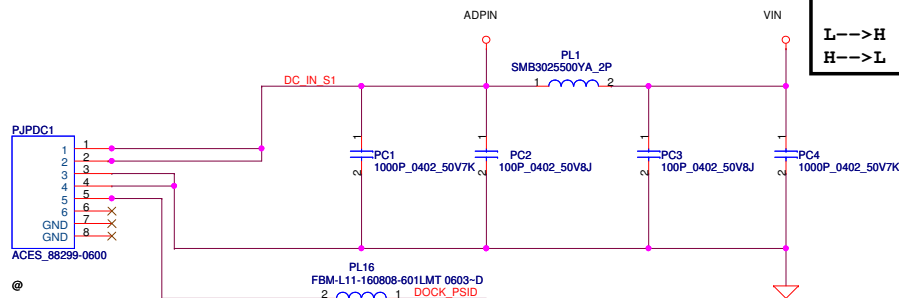 ADPIN
VIN
L-->H
H-->L
PL1
SMB3025500YA_2P
1
2
DC_IN_S1
PJPDC1
1 1
2 2
3 3
4 4
5 5
6 6
GND 7
GND 8
ACES_88299-0600
1
PC1
1000P_0402_50V7K
2
1
PC2
100P_0402_50V8J
2
1
PC3
100P_0402_50V8J
2
1
PC4
1000P_0402_50V7K
2
@
PL16
FBM-L11-160808-601LMT 0603~D
2
1
DOCK_PSID